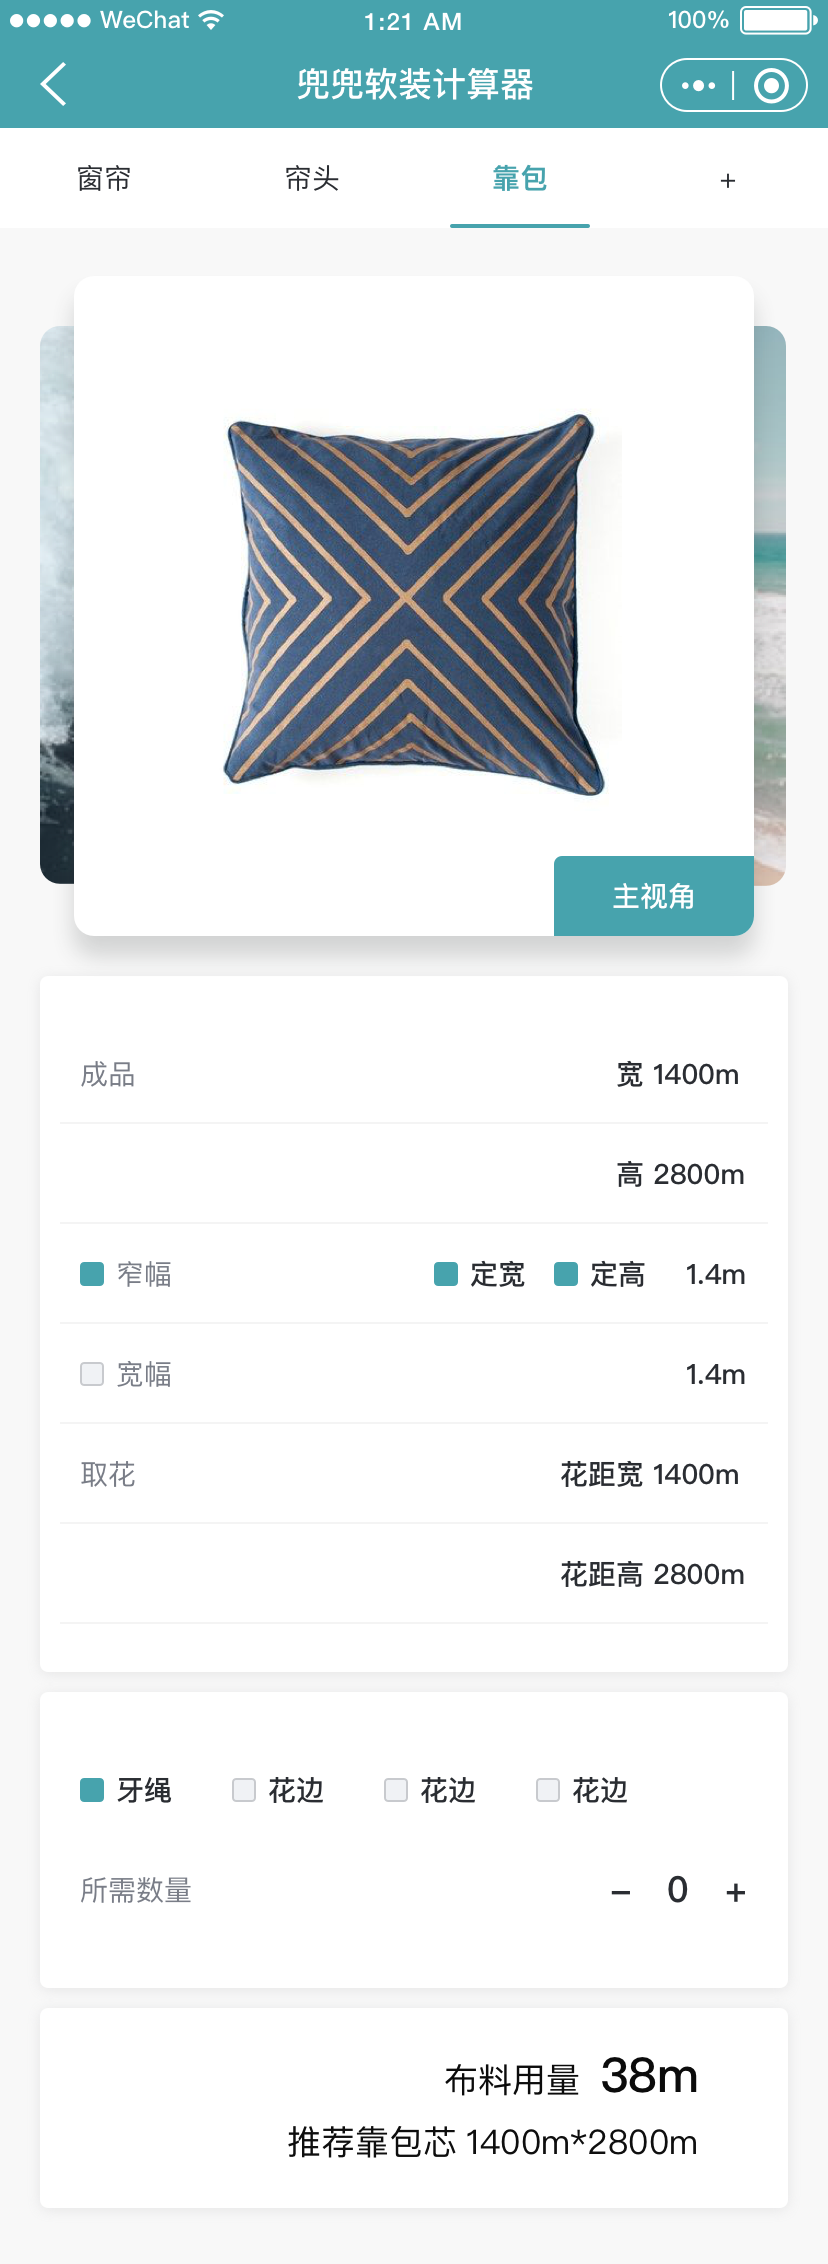 WeChat 1:21 AM 100%
兜兜软装计算器
窗帘 帘头 靠包 +
主视角
成品 宽 1400m
高 2800m
窄幅 定宽 定高 1.4m
宽幅 1.4m
取花 花距宽 1400m
花距高 2800m
牙绳 花边 花边 花边
所需数量 − 0 +
布料用量 38m
推荐靠包芯 1400m*2800m